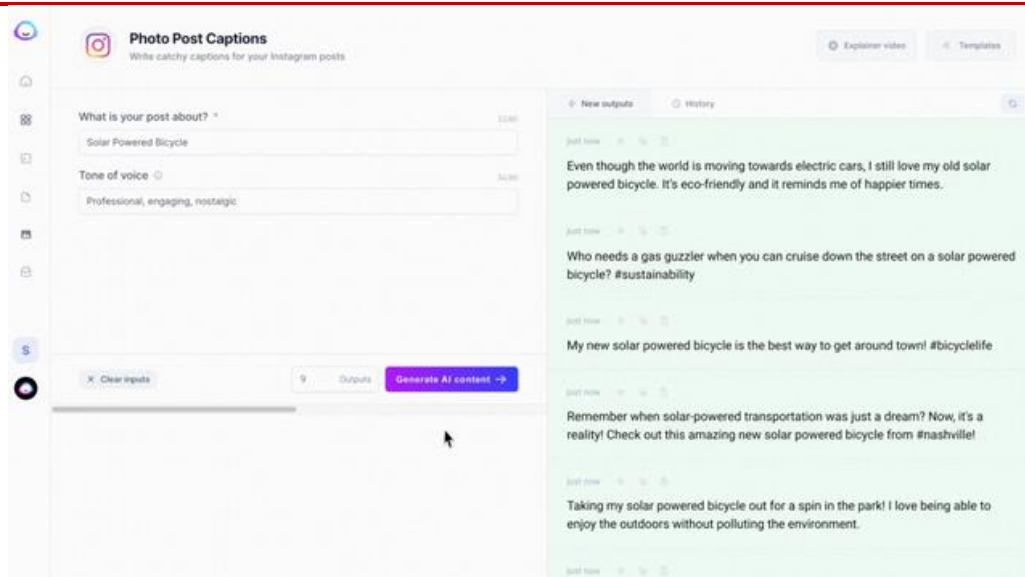 Photo Post Captions
Write catchy captions for your Instagram posts
Explainer video
Templates
What is your post about? *
Solar Powered Bicycle
Tone of voice
Professional, engaging, nostalgic
S
Clear inputs
9 Outputs
Generate AI content →
New outputs
History
just now
Even though the world is moving towards electric cars, I still love my old solar
powered bicycle. It's eco-friendly and it reminds me of happier times.
just now
Who needs a gas guzzler when you can cruise down the street on a solar powered
bicycle? #sustainability
just now
My new solar powered bicycle is the best way to get around town! #bicyclelife
just now
Remember when solar-powered transportation was just a dream? Now, it's a
reality! Check out this amazing new solar powered bicycle from #nashville!
just now
Taking my solar powered bicycle out for a spin in the park! I love being able to
enjoy the outdoors without polluting the environment.
just now